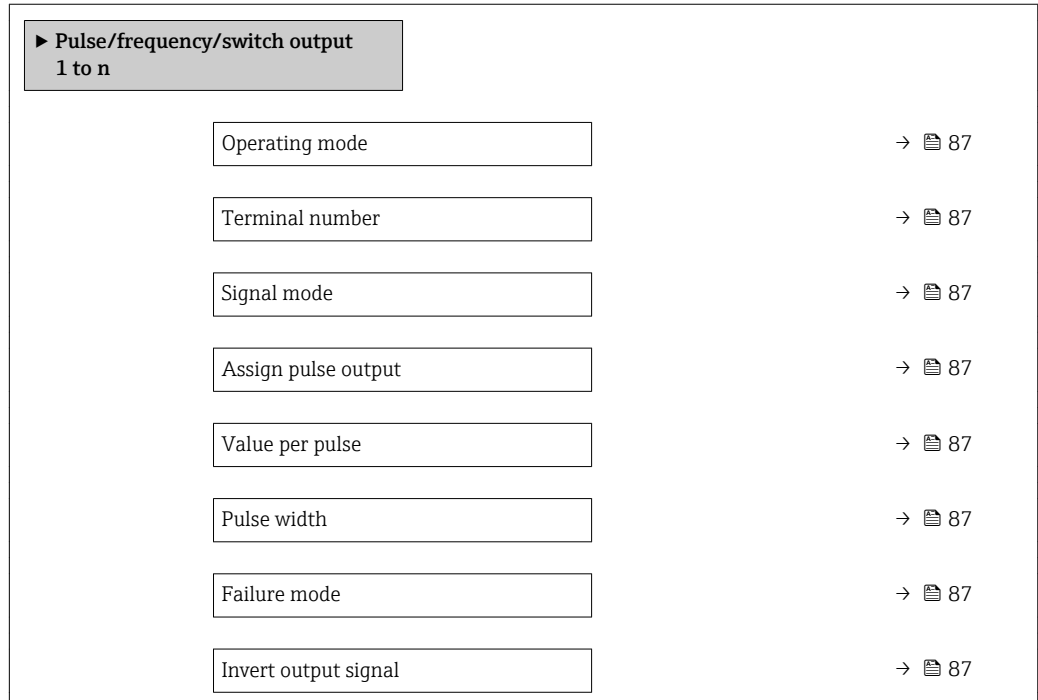 ▶ Pulse/frequency/switch output
1 to n
Operating mode → 87
Terminal number → 87
Signal mode → 87
Assign pulse output → 87
Value per pulse → 87
Pulse width → 87
Failure mode → 87
Invert output signal → 87